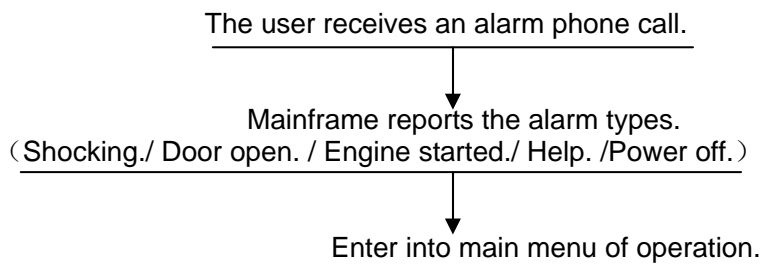 The user receives an alarm phone call.
Mainframe reports the alarm types.
（Shocking./ Door open. / Engine started./ Help. /Power off.）
Enter into main menu of operation.